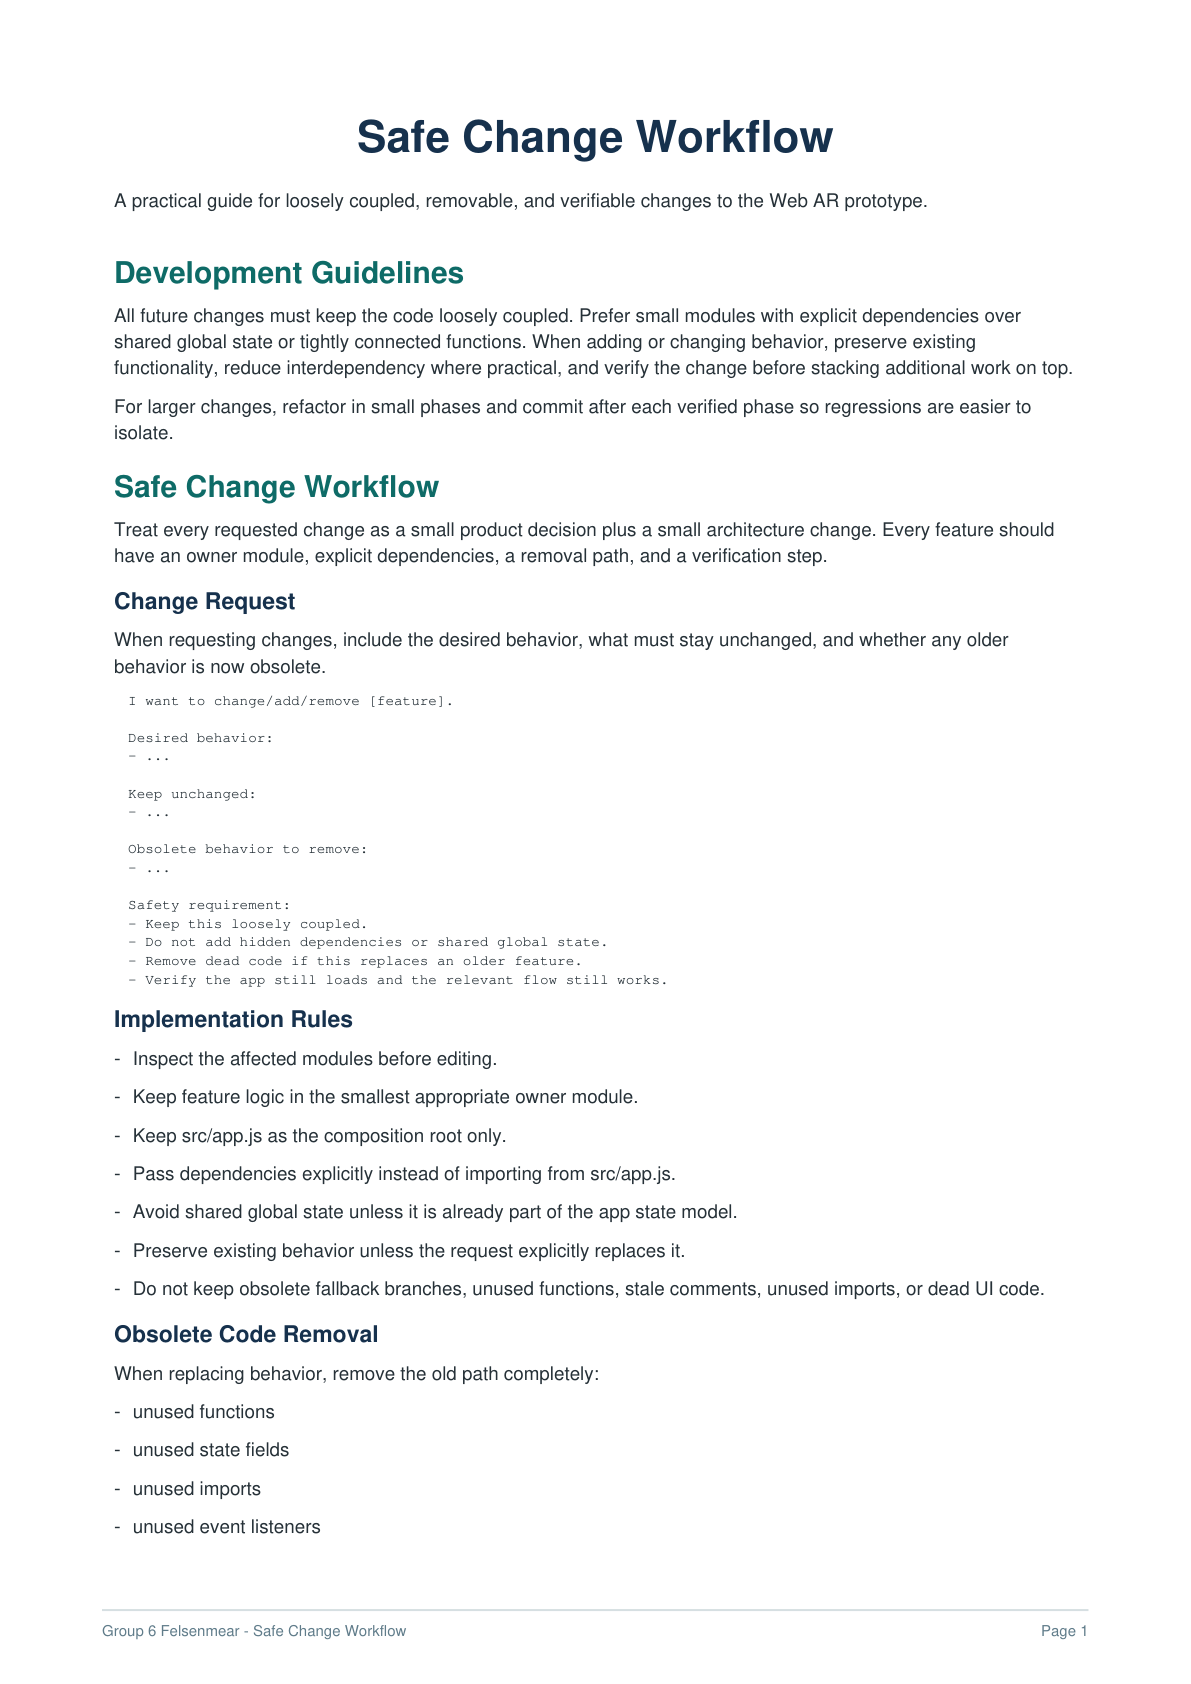 Safe Change Workflow
A practical guide for loosely coupled, removable, and verifiable changes to the Web AR prototype.
Development Guidelines
All future changes must keep the code loosely coupled. Prefer small modules with explicit dependencies over
shared global state or tightly connected functions. When adding or changing behavior, preserve existing
functionality, reduce interdependency where practical, and verify the change before stacking additional work on top.
For larger changes, refactor in small phases and commit after each verified phase so regressions are easier to
isolate.
Safe Change Workflow
Treat every requested change as a small product decision plus a small architecture change. Every feature should
have an owner module, explicit dependencies, a removal path, and a verification step.
Change Request
When requesting changes, include the desired behavior, what must stay unchanged, and whether any older
behavior is now obsolete.
I want to change/add/remove [feature].
Desired behavior:
- ...
Keep unchanged:
- ...
Obsolete behavior to remove:
- ...
Safety requirement:
- Keep this loosely coupled.
- Do not add hidden dependencies or shared global state.
- Remove dead code if this replaces an older feature.
- Verify the app still loads and the relevant flow still works.
Implementation Rules
- Inspect the affected modules before editing.
- Keep feature logic in the smallest appropriate owner module.
- Keep src/app.js as the composition root only.
- Pass dependencies explicitly instead of importing from src/app.js.
- Avoid shared global state unless it is already part of the app state model.
- Preserve existing behavior unless the request explicitly replaces it.
- Do not keep obsolete fallback branches, unused functions, stale comments, unused imports, or dead UI code.
Obsolete Code Removal
When replacing behavior, remove the old path completely:
- unused functions
- unused state fields
- unused imports
- unused event listeners
Group 6 Felsenmear - Safe Change Workflow
Page 1